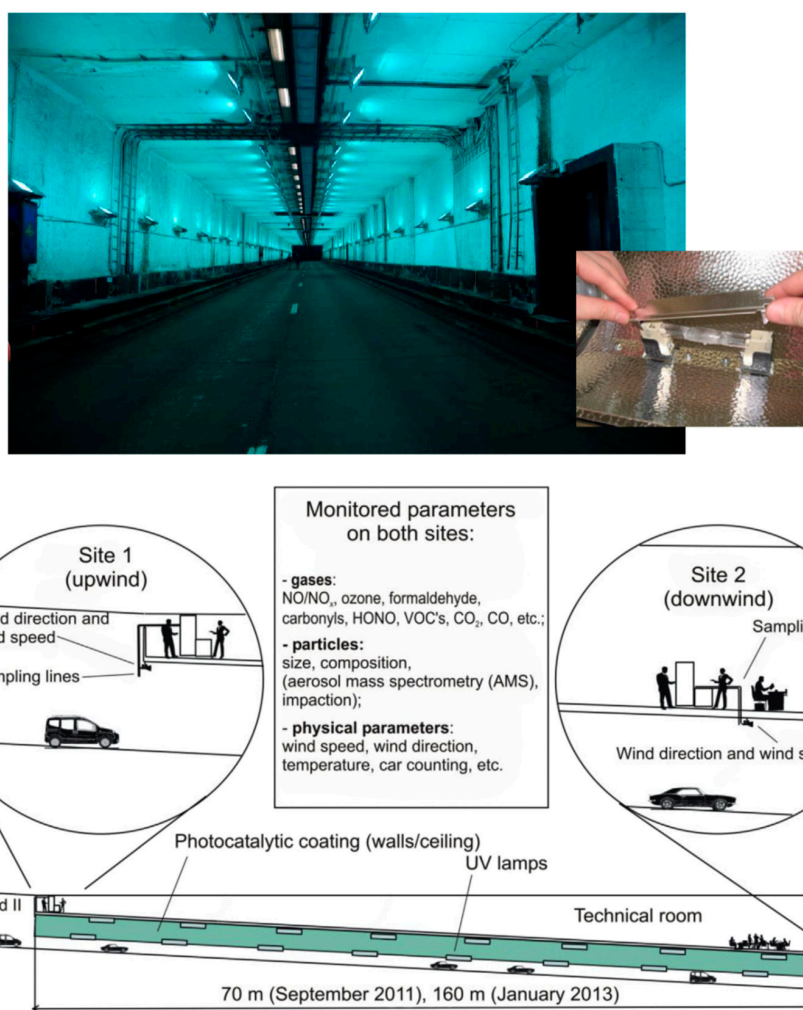 Monitored parameters
on both sites:
- gases:
NO/NOₓ, ozone, formaldehyde,
carbonyls, HONO, VOC's, CO₂, CO, etc.;
- particles:
size, composition,
(aerosol mass spectrometry (AMS),
impaction);
- physical parameters:
wind speed, wind direction,
temperature, car counting, etc.
Site 1
(upwind)
direction and
speed
lines
Site 2
(downwind)
Wind direction and wind
Photocatalytic coating (walls/ceiling)
UV lamps
II
Technical room
70 m (September 2011), 160 m (January 2013)